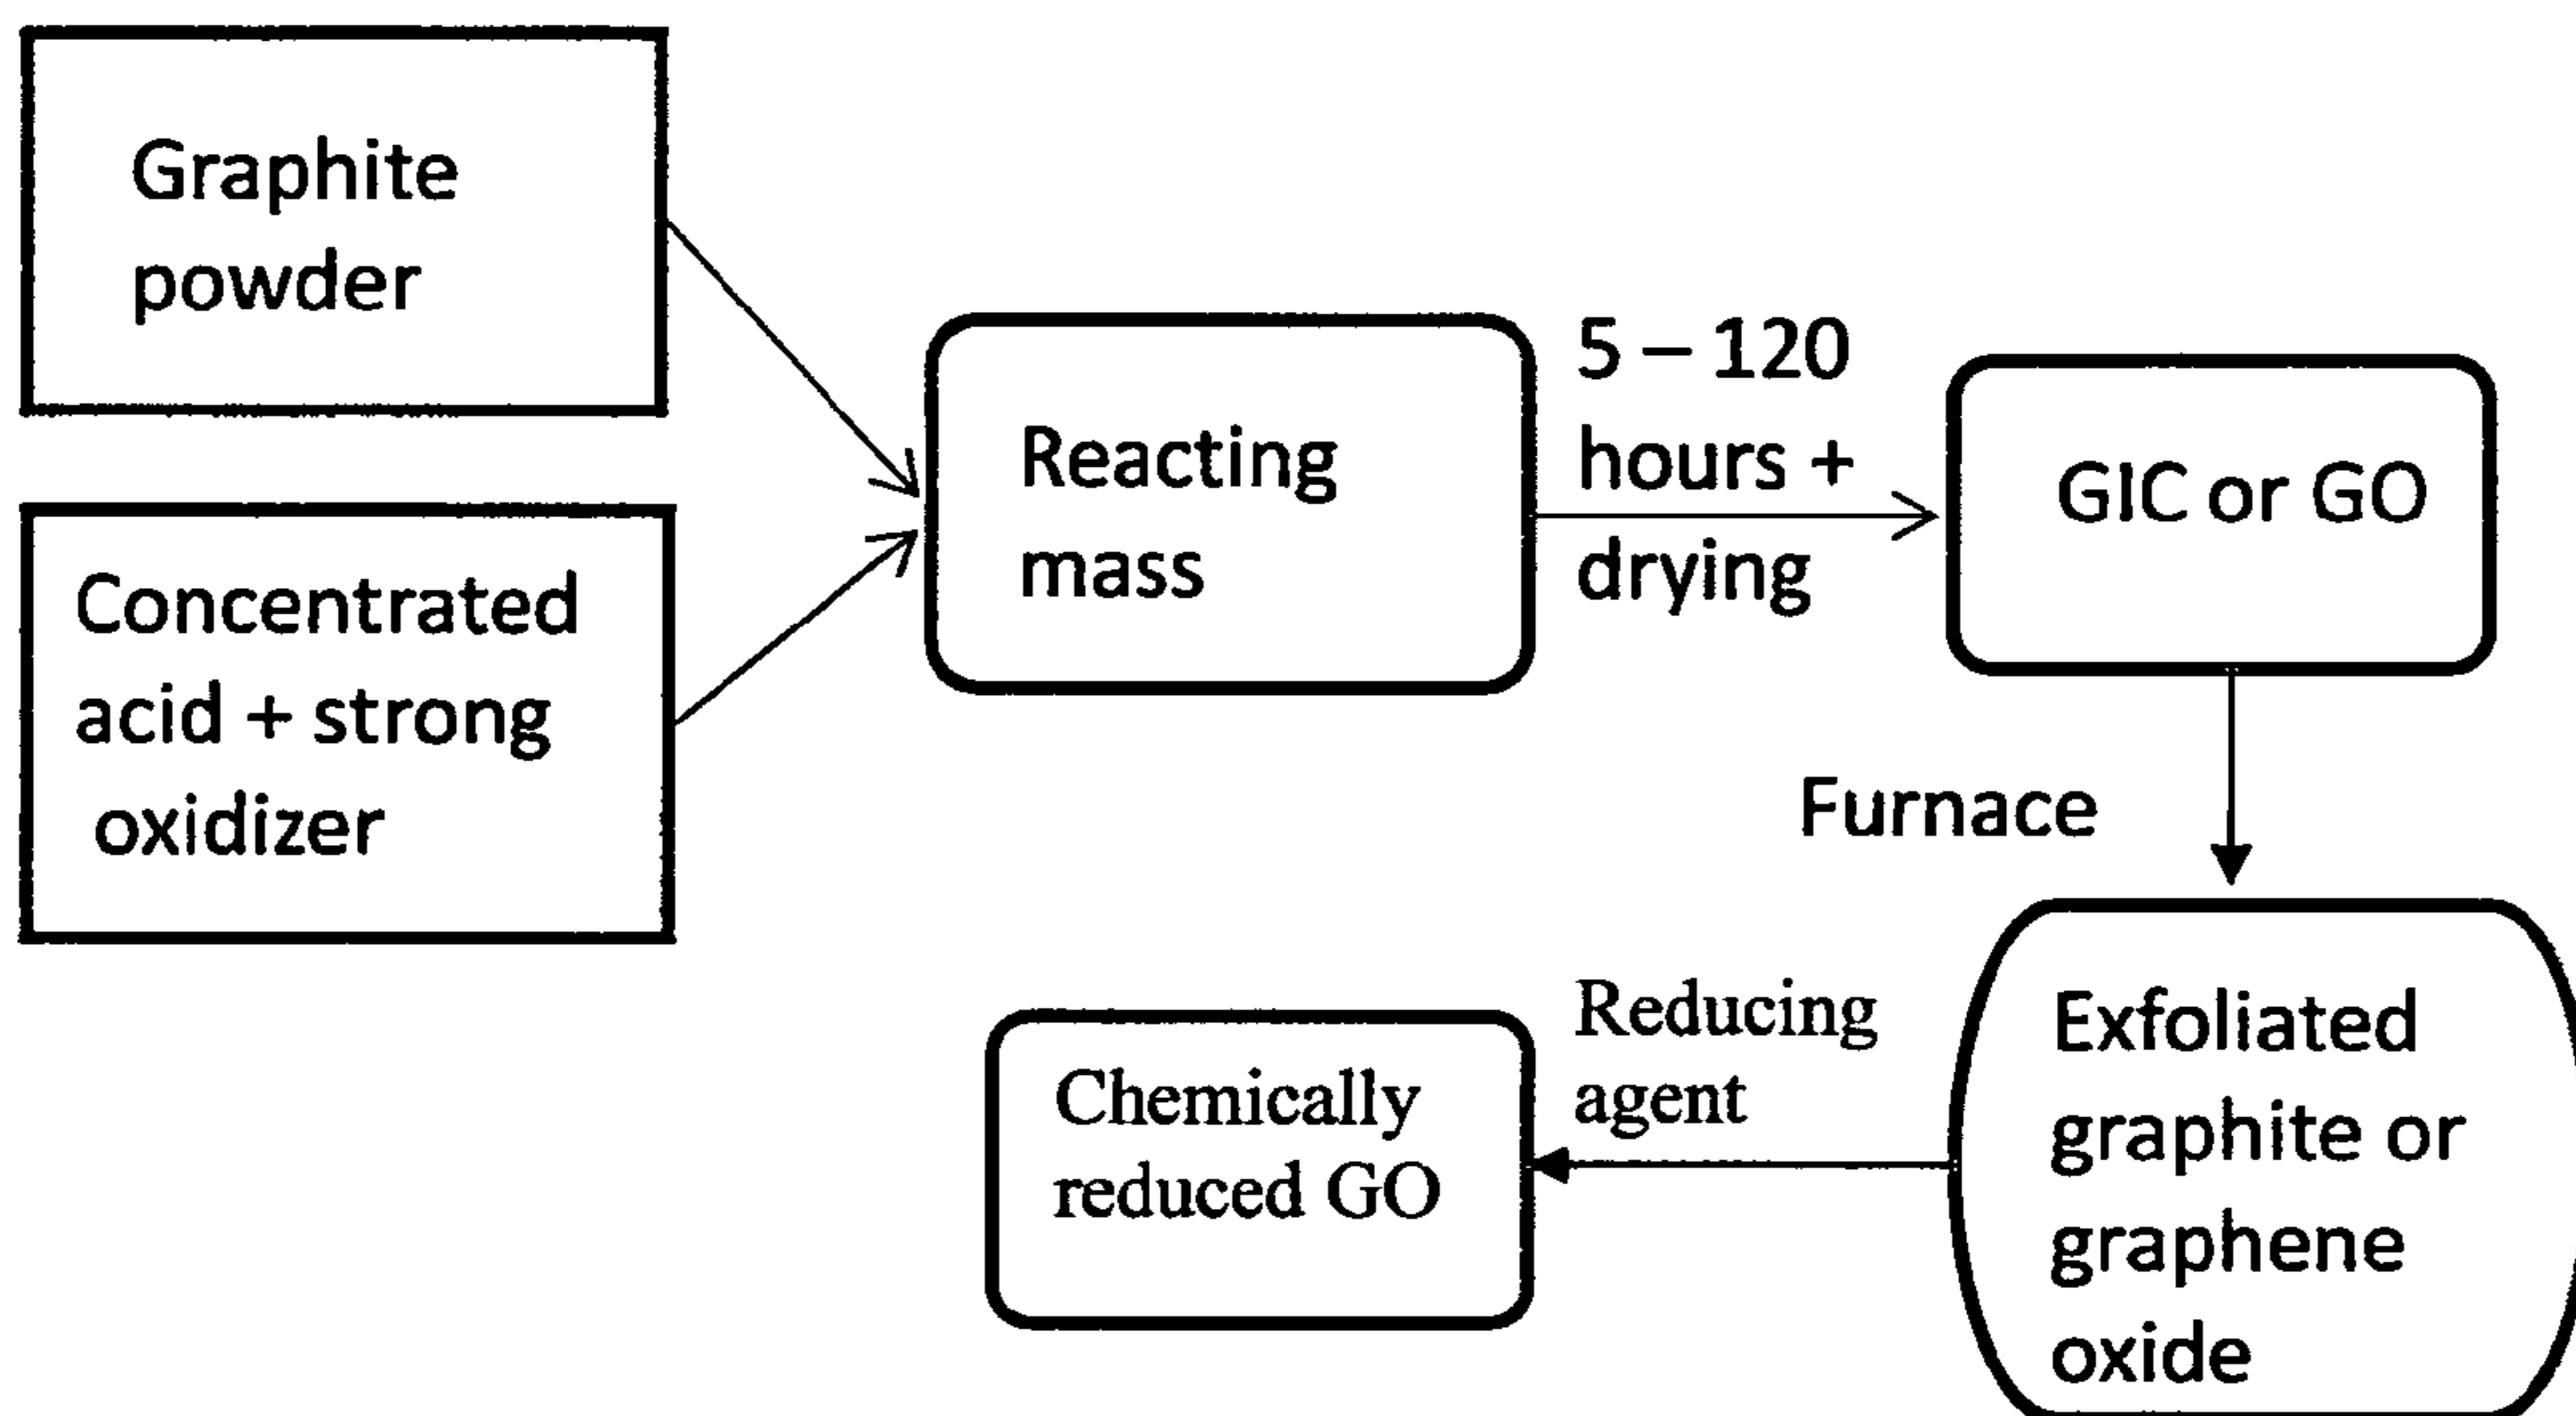 Graphite
powder
Concentrated
acid + strong
oxidizer
Reacting
mass
5 – 120
hours +
drying
GIC or GO
Furnace
Exfoliated
graphite or
graphene
oxide
Reducing
agent
Chemically
reduced GO